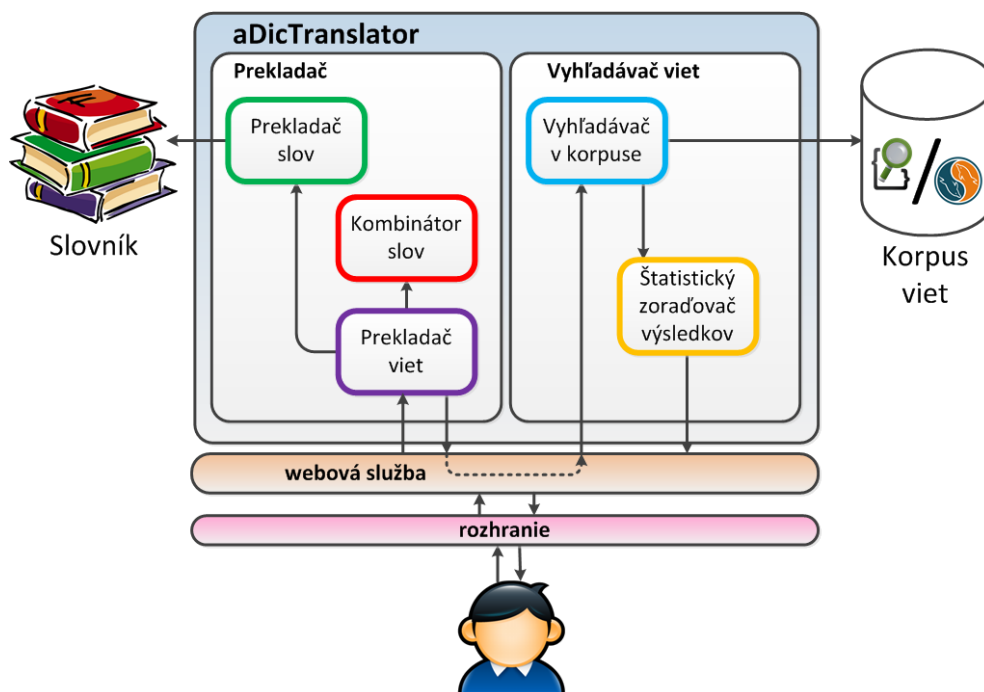 aDicTranslator
Prekladač
Prekladač
slov
Kombinátor
slov
Prekladač
viet
Vyhľadávač viet
Vyhľadávač
v korpuse
Štatistický
zoraďovač
výsledkov
Slovník
{ / }
Korpus
viet
webová služba
rozhranie